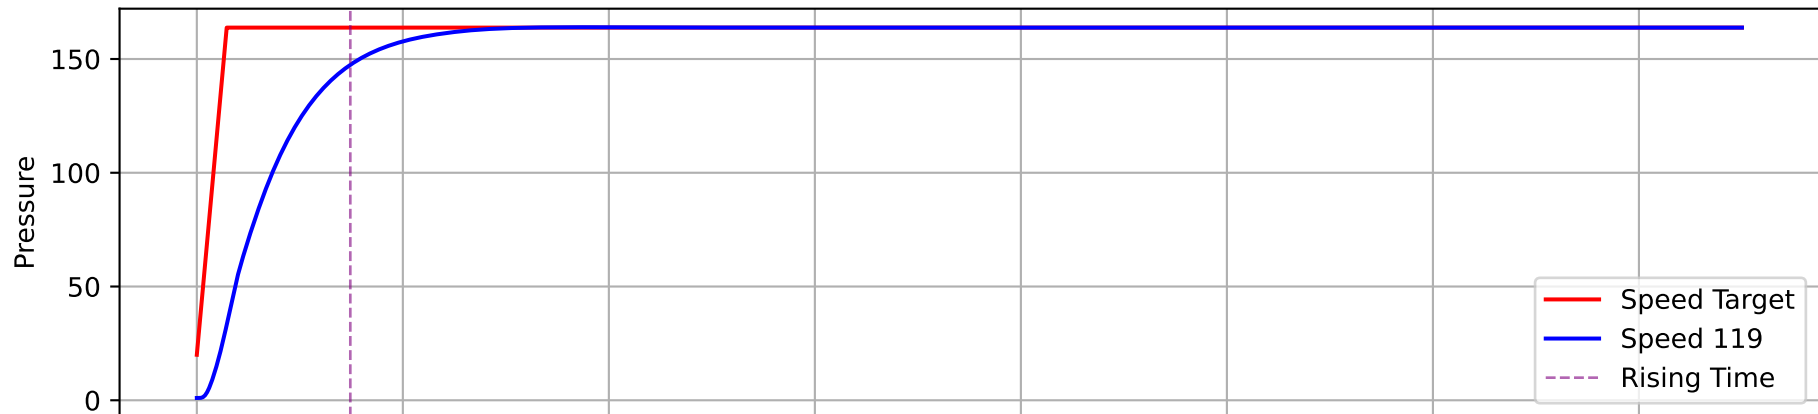 Pressure
150
100
50
0
Speed Target
Speed 119
Rising Time